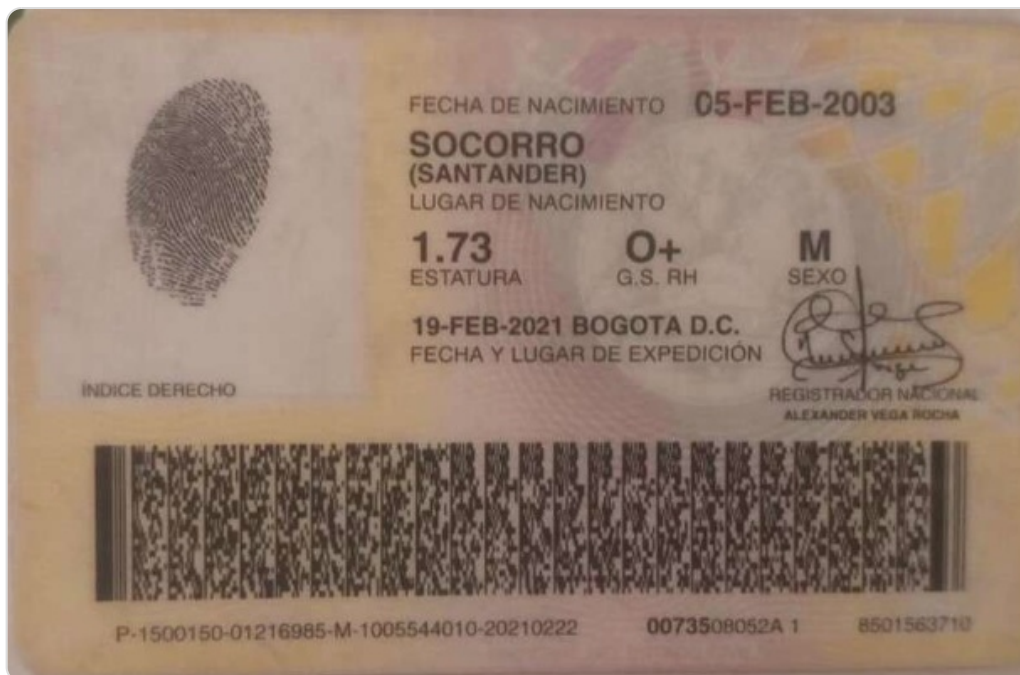 FECHA DE NACIMIENTO 05-FEB-2003
SOCORRO
(SANTANDER)
LUGAR DE NACIMIENTO
1.73 O+ M
ESTATURA G.S. RH SEXO
19-FEB-2021 BOGOTA D.C.
FECHA Y LUGAR DE EXPEDICIÓN
ÍNDICE DERECHO
REGISTRADOR NACIONAL
ALEXANDER VEGA ROCHA
P-1500150-01216985-M-1005544010-20210222 0073508052A 1 8501563710